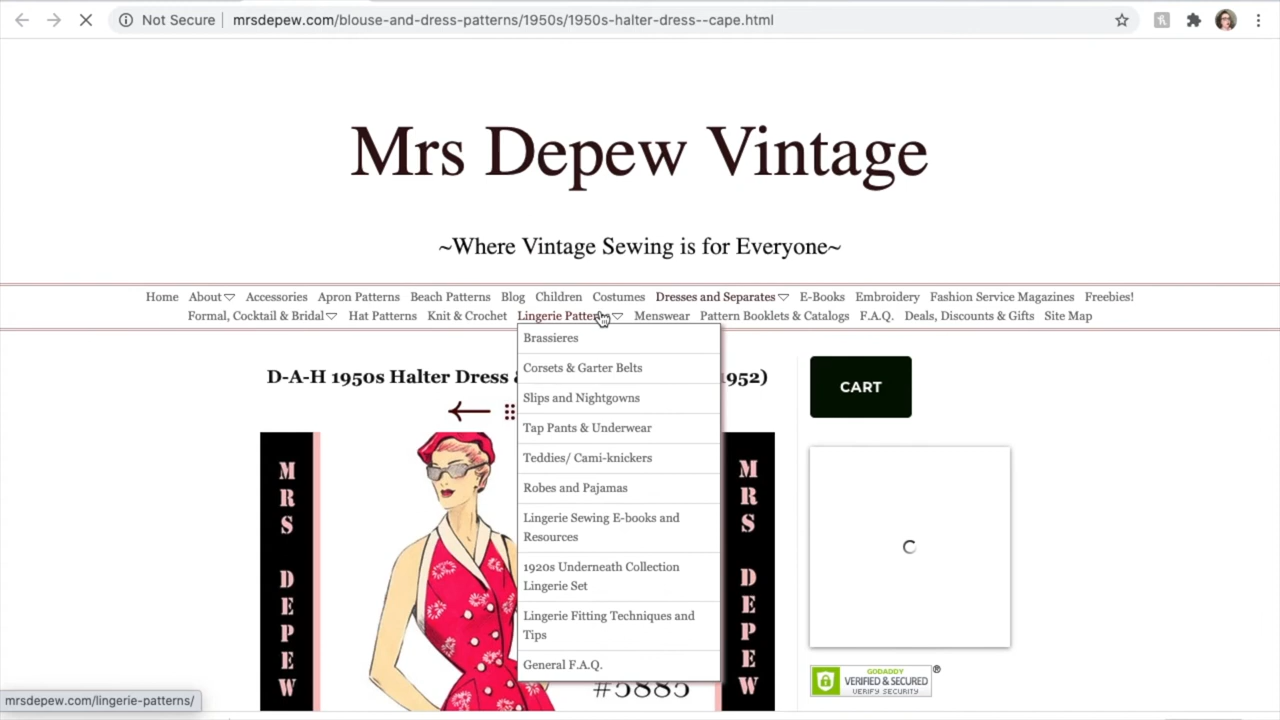 Not Secure mrsdepew.com/blouse-and-dress-patterns/1950s/1950s-halter-dress--cape.html
Mrs Depew Vintage
~Where Vintage Sewing is for Everyone~
Home About Accessories Apron Patterns Beach Patterns Blog Children Costumes Dresses and Separates E-Books Embroidery Fashion Service Magazines Freebies!
Formal, Cocktail & Bridal Hat Patterns Knit & Crochet Lingerie Patterns Menswear Pattern Booklets & Catalogs F.A.Q. Deals, Discounts & Gifts Site Map
Brassieres
Corsets & Garter Belts
Slips and Nightgowns
Tap Pants & Underwear
Teddies/ Cami-knickers
Robes and Pajamas
Lingerie Sewing E-books and
Resources
1920s Underneath Collection
Lingerie Set
Lingerie Fitting Techniques and
Tips
General F.A.Q.
D-A-H 1950s Halter Dress 952)
MRS DEPEW
MRS DEPEW
#5885
CART
GODADDY
VERIFIED & SECURED
VERIFY SECURITY
mrsdepew.com/lingerie-patterns/